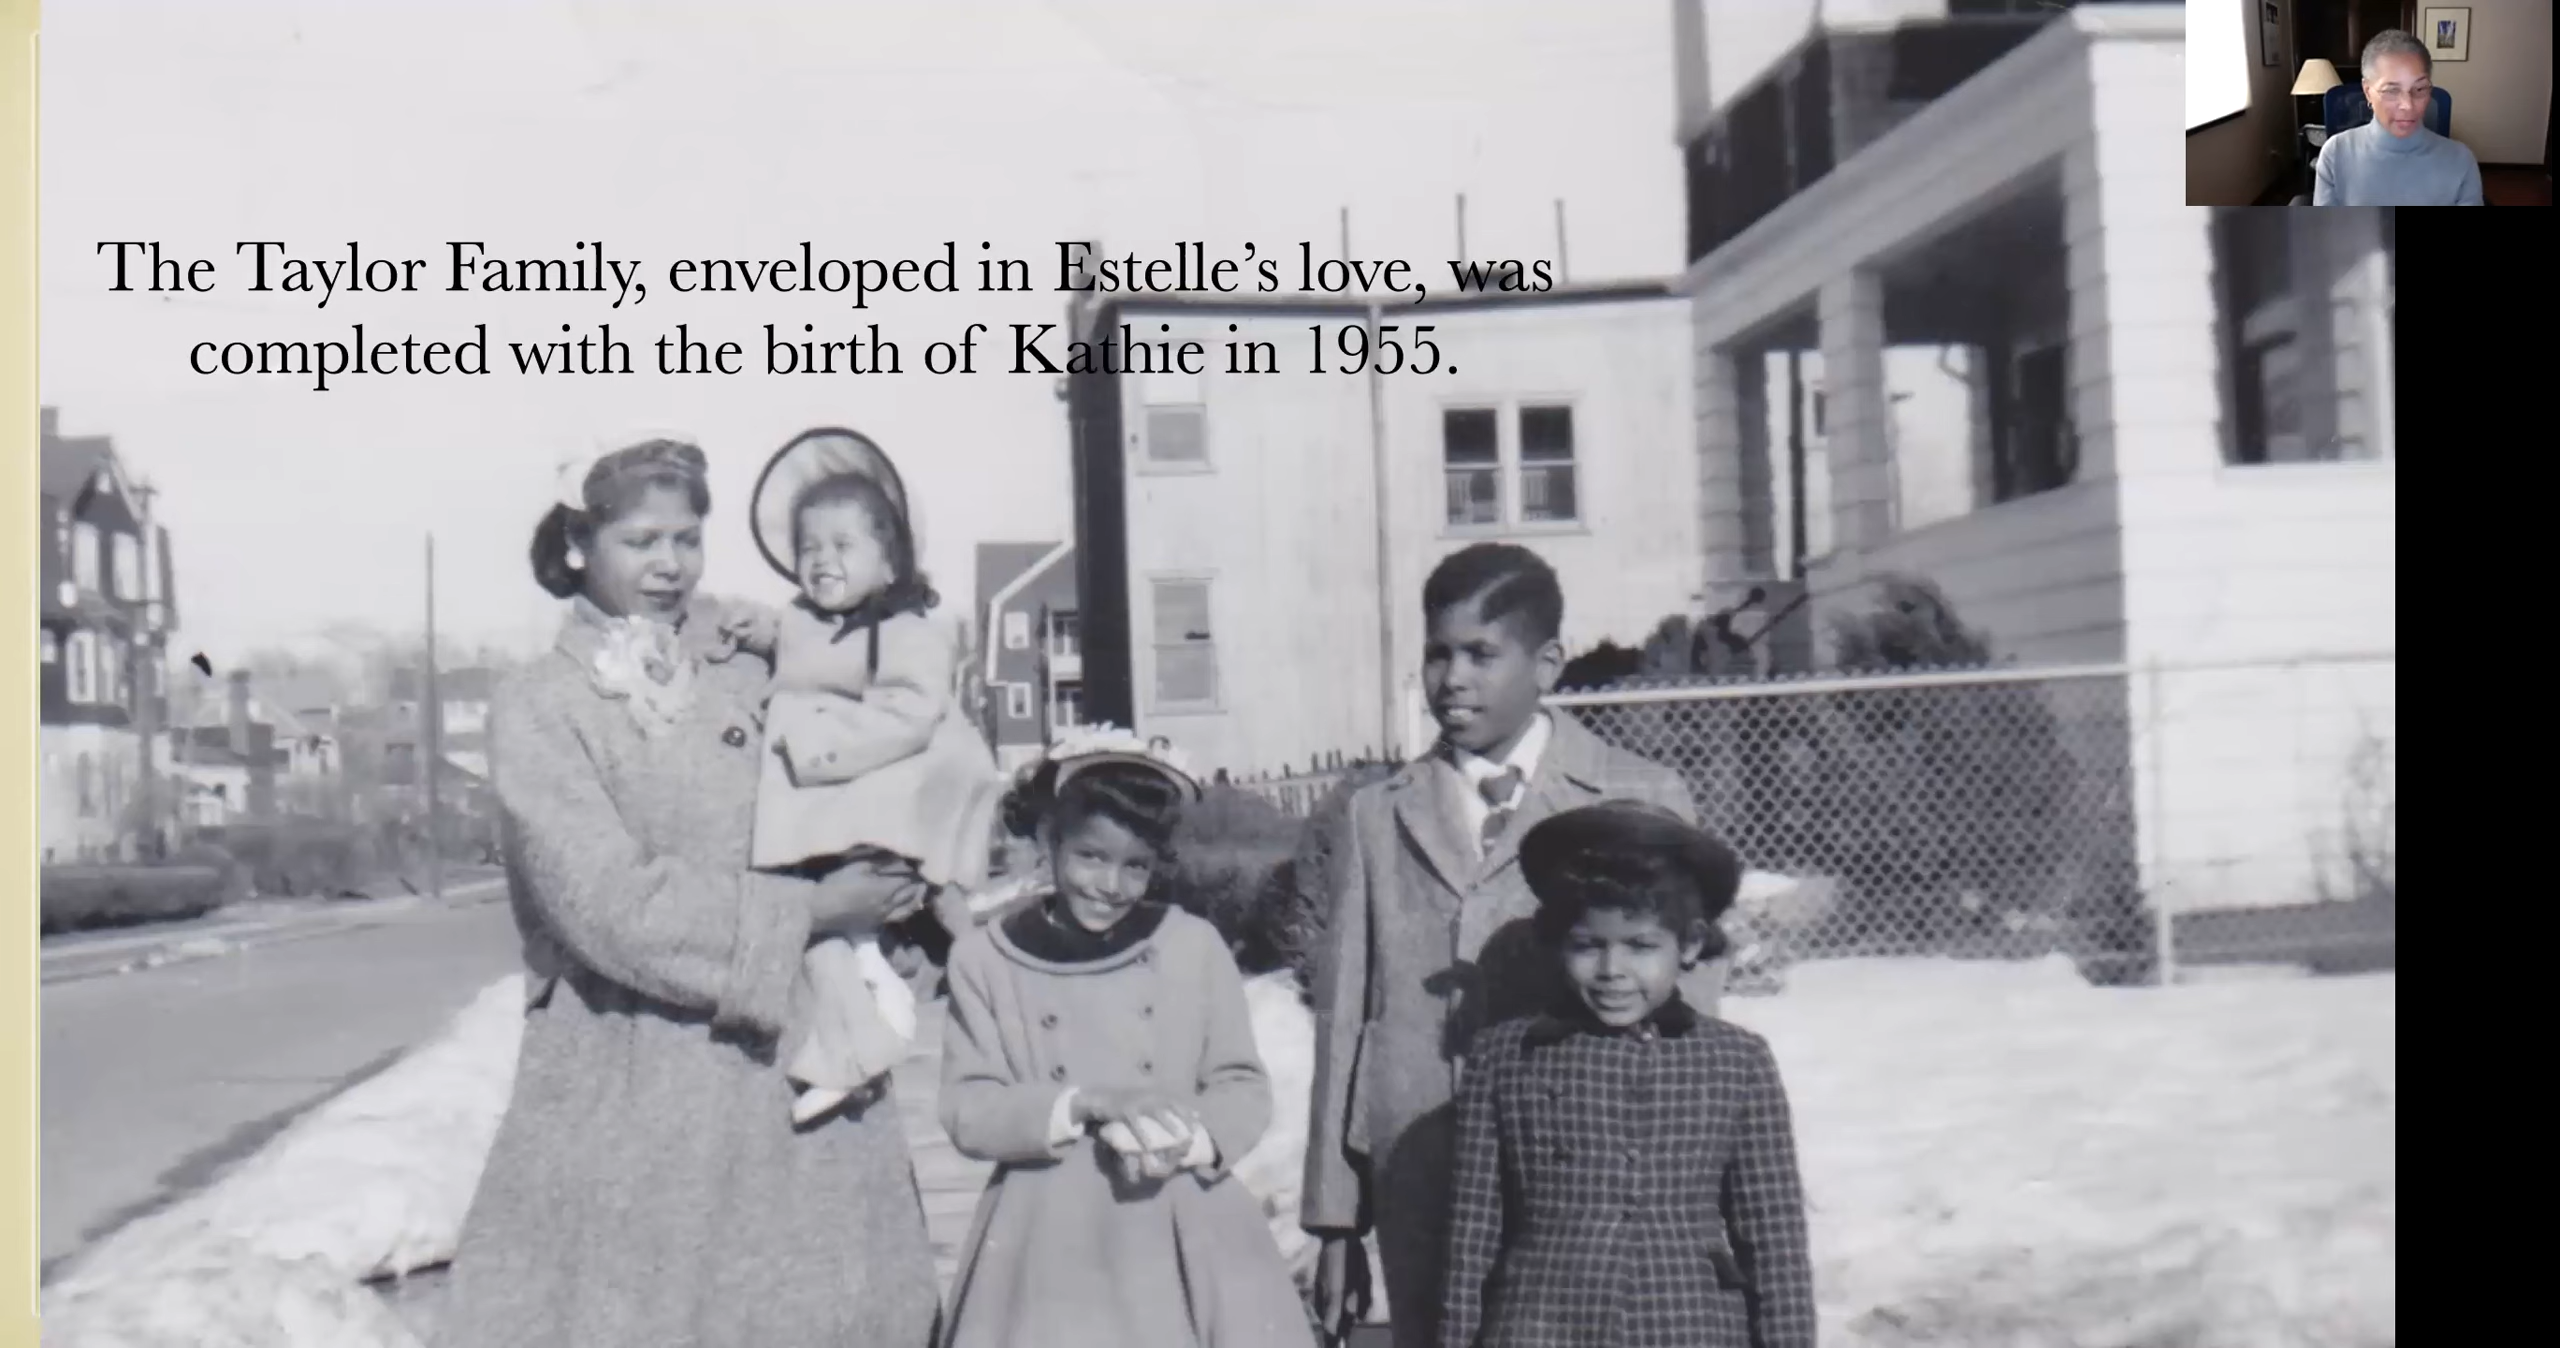 The Taylor Family, enveloped in Estelle’s love, was
completed with the birth of Kathie in 1955.